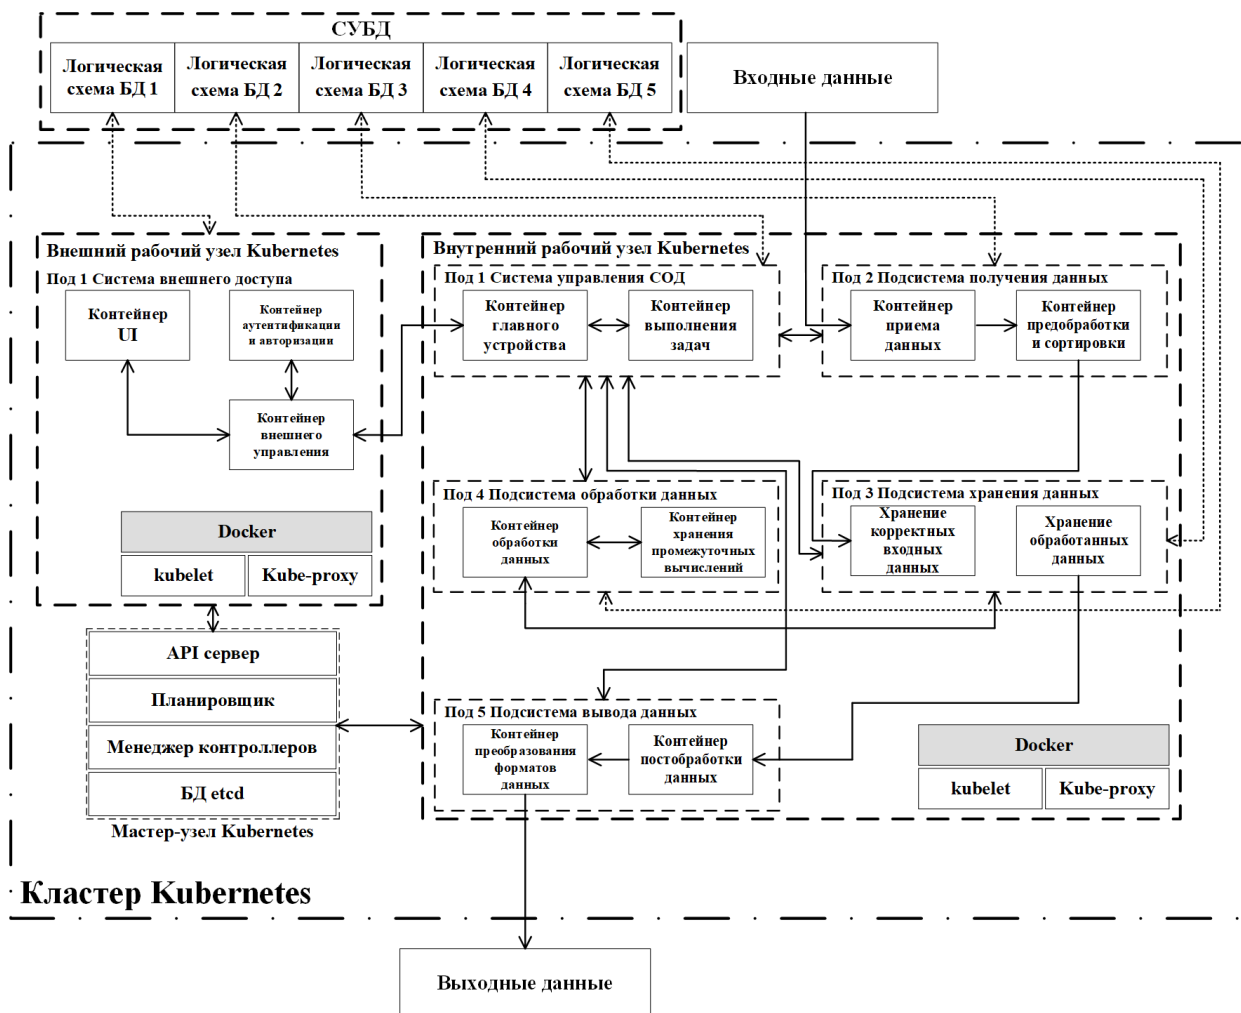 СУБД
Логическая
схема БД 1
Логическая
схема БД 2
Логическая
схема БД 3
Логическая
схема БД 4
Логическая
схема БД 5
Входные данные
Внешний рабочий узел Kubernetes
Под 1 Система внешнего доступа
Контейнер
UI
Контейнер
аутентификации
и авторизации
Контейнер
внешнего
управления
Docker
kubelet
Kube-proxy
API сервер
Планировщик
Менеджер контроллеров
БД etcd
Мастер-узел Kubernetes
Внутренний рабочий узел Kubernetes
Под 1 Система управления СОД
Контейнер
главного
устройства
Контейнер
выполнения
задач
Под 2 Подсистема получения данных
Контейнер
приема
данных
Контейнер
предобработки
и сортировки
Под 4 Подсистема обработки данных
Контейнер
обработки
данных
Контейнер
хранения
промежуточных
вычислений
Под 3 Подсистема хранения данных
Хранение
корректных
входных
данных
Хранение
обработанных
данных
Под 5 Подсистема вывода данных
Контейнер
преобразования
форматов
данных
Контейнер
постобработки
данных
Docker
kubelet
Kube-proxy
Кластер Kubernetes
Выходные данные